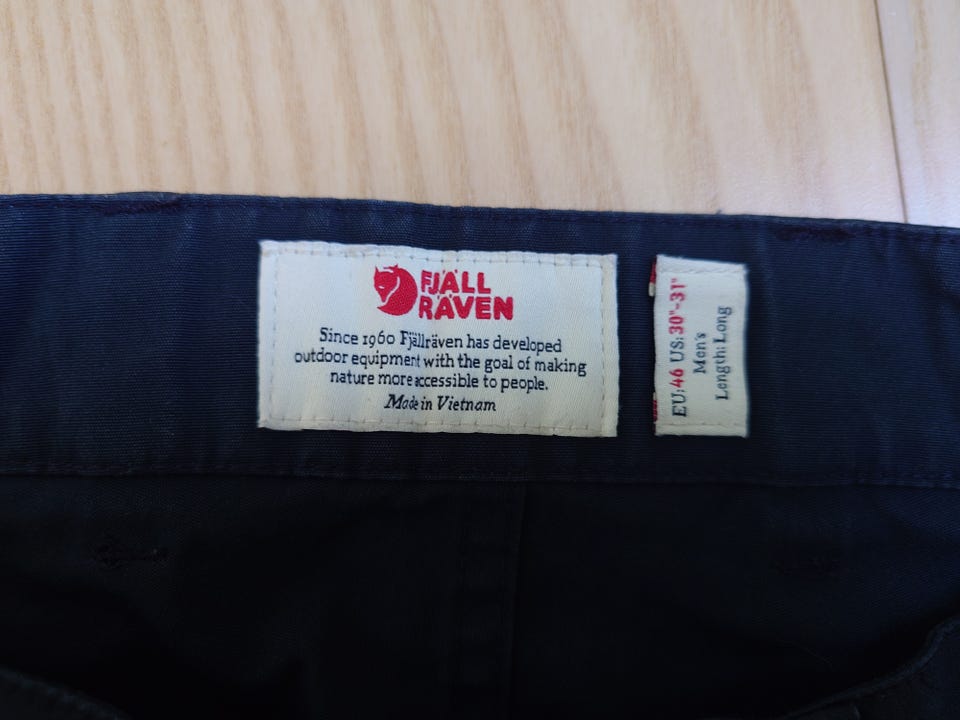 FJÄLL
RÄVEN
Since 1960 Fjällräven has developed
outdoor equipment with the goal of making
nature more accessible to people.
Made in Vietnam
EU:46 US:30"-31"
Men's
Length: Long